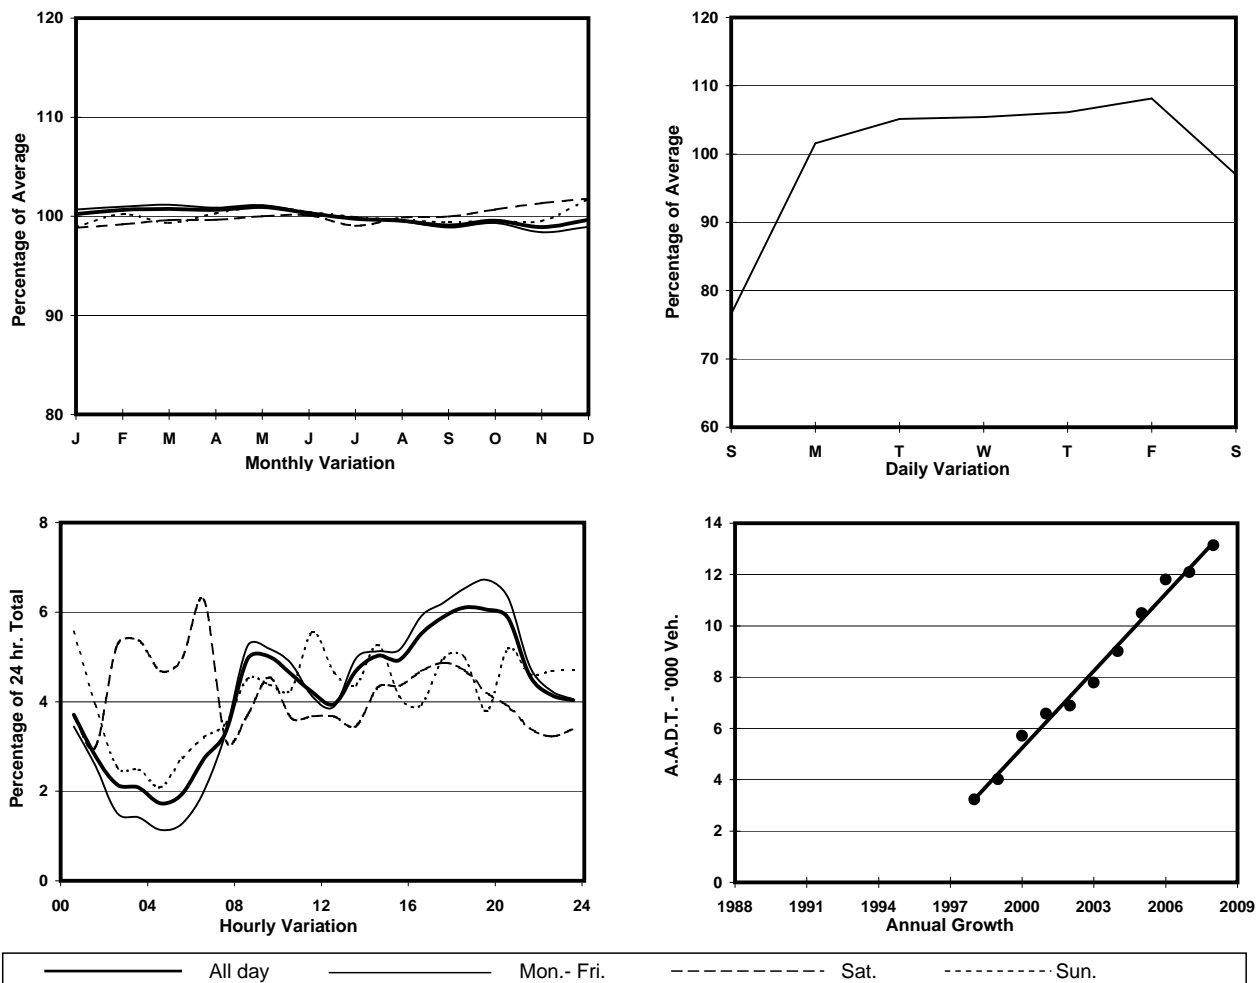 120
110
100
90
80
Percentage of Average
J F M A M J J A S O N D
Monthly Variation
120
110
100
90
80
70
60
Percentage of Average
S M T W T F S
Daily Variation
8
6
4
2
0
Percentage of 24 hr. Total
00 04 08 12 16 20 24
Hourly Variation
14
12
10
8
6
4
2
0
A.A.D.T. - '000 Veh.
1988 1991 1994 1997 2000 2003 2006 2009
Annual Growth
All day Mon.- Fri. Sat. Sun.